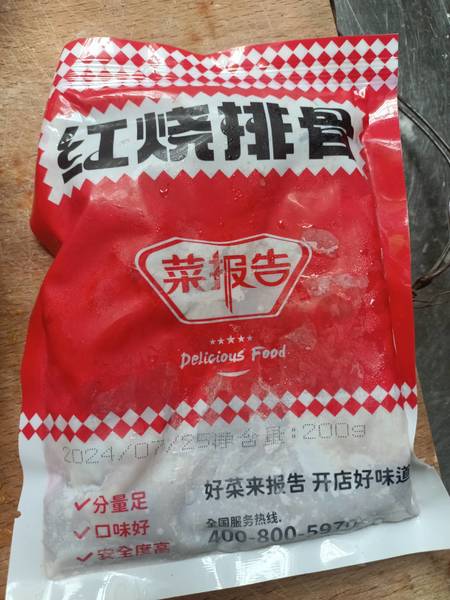 红烧排骨
菜报告
Delicious Food
2024/07/25 净含量:200g
好菜来报告 开店好味道
分量足
口味好
安全度高
全国服务热线.
400-800-597